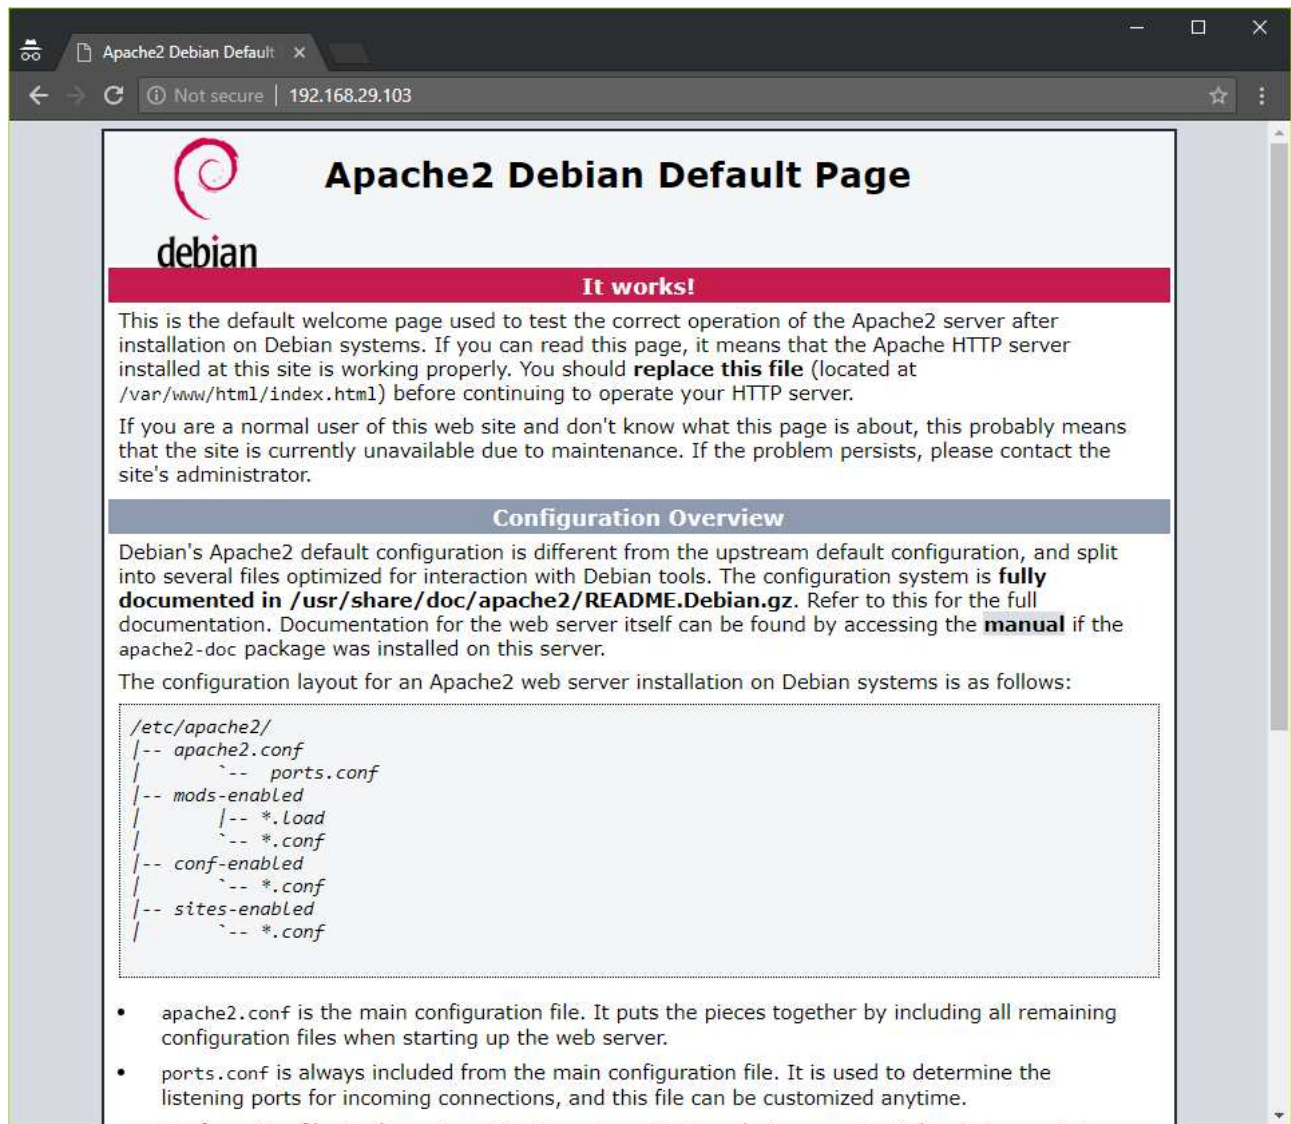 Apache2 Debian Default
Not secure | 192.168.29.103
Apache2 Debian Default Page
debian
It works!
This is the default welcome page used to test the correct operation of the Apache2 server after
installation on Debian systems. If you can read this page, it means that the Apache HTTP server
installed at this site is working properly. You should replace this file (located at
/var/www/html/index.html) before continuing to operate your HTTP server.
If you are a normal user of this web site and don't know what this page is about, this probably means
that the site is currently unavailable due to maintenance. If the problem persists, please contact the
site's administrator.
Configuration Overview
Debian's Apache2 default configuration is different from the upstream default configuration, and split
into several files optimized for interaction with Debian tools. The configuration system is fully
documented in /usr/share/doc/apache2/README.Debian.gz. Refer to this for the full
documentation. Documentation for the web server itself can be found by accessing the manual if the
apache2-doc package was installed on this server.
The configuration layout for an Apache2 web server installation on Debian systems is as follows:
/etc/apache2/
|-- apache2.conf
|       `--  ports.conf
|-- mods-enabled
|       |-- *.load
|       `-- *.conf
|-- conf-enabled
|       `-- *.conf
|-- sites-enabled
|       `-- *.conf
• apache2.conf is the main configuration file. It puts the pieces together by including all remaining
configuration files when starting up the web server.
• ports.conf is always included from the main configuration file. It is used to determine the
listening ports for incoming connections, and this file can be customized anytime.